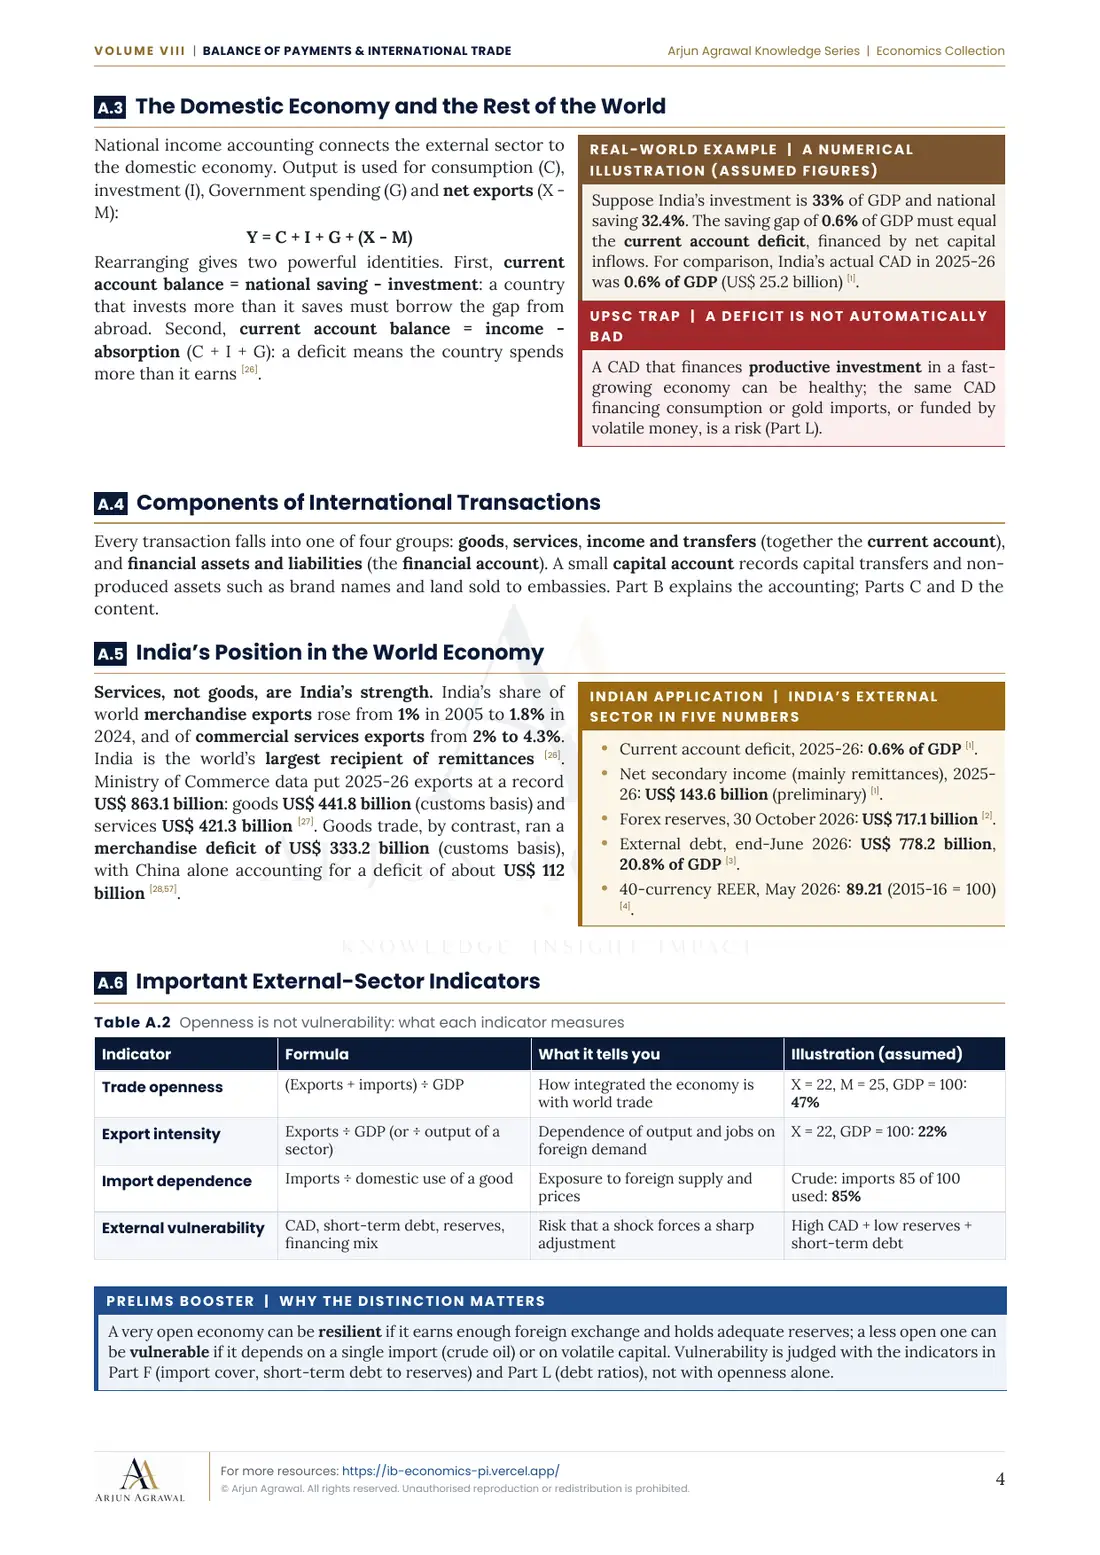 VOLUME VIII | BALANCE OF PAYMENTS & INTERNATIONAL TRADE
Arjun Agrawal Knowledge Series | Economics Collection
A.3 The Domestic Economy and the Rest of the World
National income accounting connects the external sector to
the domestic economy. Output is used for consumption (C),
investment (I), Government spending (G) and net exports (X -
M):
Y = C + I + G + (X - M)
Rearranging gives two powerful identities. First, current
account balance = national saving - investment: a country
that invests more than it saves must borrow the gap from
abroad. Second, current account balance = income -
absorption (C + I + G): a deficit means the country spends
more than it earns [26].
REAL-WORLD EXAMPLE | A NUMERICAL
ILLUSTRATION (ASSUMED FIGURES)
Suppose India's investment is 33% of GDP and national
saving 32.4%. The saving gap of 0.6% of GDP must equal
the current account deficit, financed by net capital
inflows. For comparison, India's actual CAD in 2025-26
was 0.6% of GDP (US$ 25.2 billion) [1].
UPSC TRAP | A DEFICIT IS NOT AUTOMATICALLY
BAD
A CAD that finances productive investment in a fast-
growing economy can be healthy; the same CAD
financing consumption or gold imports, or funded by
volatile money, is a risk (Part L).
A.4 Components of International Transactions
Every transaction falls into one of four groups: goods, services, income and transfers (together the current account),
and financial assets and liabilities (the financial account). A small capital account records capital transfers and non-
produced assets such as brand names and land sold to embassies. Part B explains the accounting; Parts C and D the
content.
A.5 India's Position in the World Economy
Services, not goods, are India's strength. India's share of
world merchandise exports rose from 1% in 2005 to 1.8% in
2024, and of commercial services exports from 2% to 4.3%.
India is the world's largest recipient of remittances [26].
Ministry of Commerce data put 2025-26 exports at a record
US$ 863.1 billion: goods US$ 441.8 billion (customs basis) and
services US$ 421.3 billion [27]. Goods trade, by contrast, ran a
merchandise deficit of US$ 333.2 billion (customs basis),
with China alone accounting for a deficit of about US$ 112
billion [28,57].
INDIAN APPLICATION | INDIA'S EXTERNAL
SECTOR IN FIVE NUMBERS
• Current account deficit, 2025-26: 0.6% of GDP [1].
• Net secondary income (mainly remittances), 2025-
26: US$ 143.6 billion (preliminary) [1].
• Forex reserves, 30 October 2026: US$ 717.1 billion [2].
• External debt, end-June 2026: US$ 778.2 billion,
20.8% of GDP [3].
• 40-currency REER, May 2026: 89.21 (2015-16 = 100)
[4].
KNOWLEDGE INSIGHT IMPACT
A.6 Important External-Sector Indicators
Table A.2 Openness is not vulnerability: what each indicator measures
Indicator Formula What it tells you Illustration (assumed)
Trade openness (Exports + imports) ÷ GDP How integrated the economy is X = 22, M = 25, GDP = 100:
with world trade 47%
Export intensity Exports ÷ GDP (or ÷ output of a Dependence of output and jobs on X = 22, GDP = 100: 22%
sector) foreign demand
Import dependence Imports ÷ domestic use of a good Exposure to foreign supply and Crude: imports 85 of 100
prices used: 85%
External vulnerability CAD, short-term debt, reserves, Risk that a shock forces a sharp High CAD + low reserves +
financing mix adjustment short-term debt
PRELIMS BOOSTER | WHY THE DISTINCTION MATTERS
A very open economy can be resilient if it earns enough foreign exchange and holds adequate reserves; a less open one can
be vulnerable if it depends on a single import (crude oil) or on volatile capital. Vulnerability is judged with the indicators in
Part F (import cover, short-term debt to reserves) and Part L (debt ratios), not with openness alone.
ARJUN AGRAWAL
For more resources: https://ib-economics-pi.vercel.app/
© Arjun Agrawal. All rights reserved. Unauthorised reproduction or redistribution is prohibited.
4